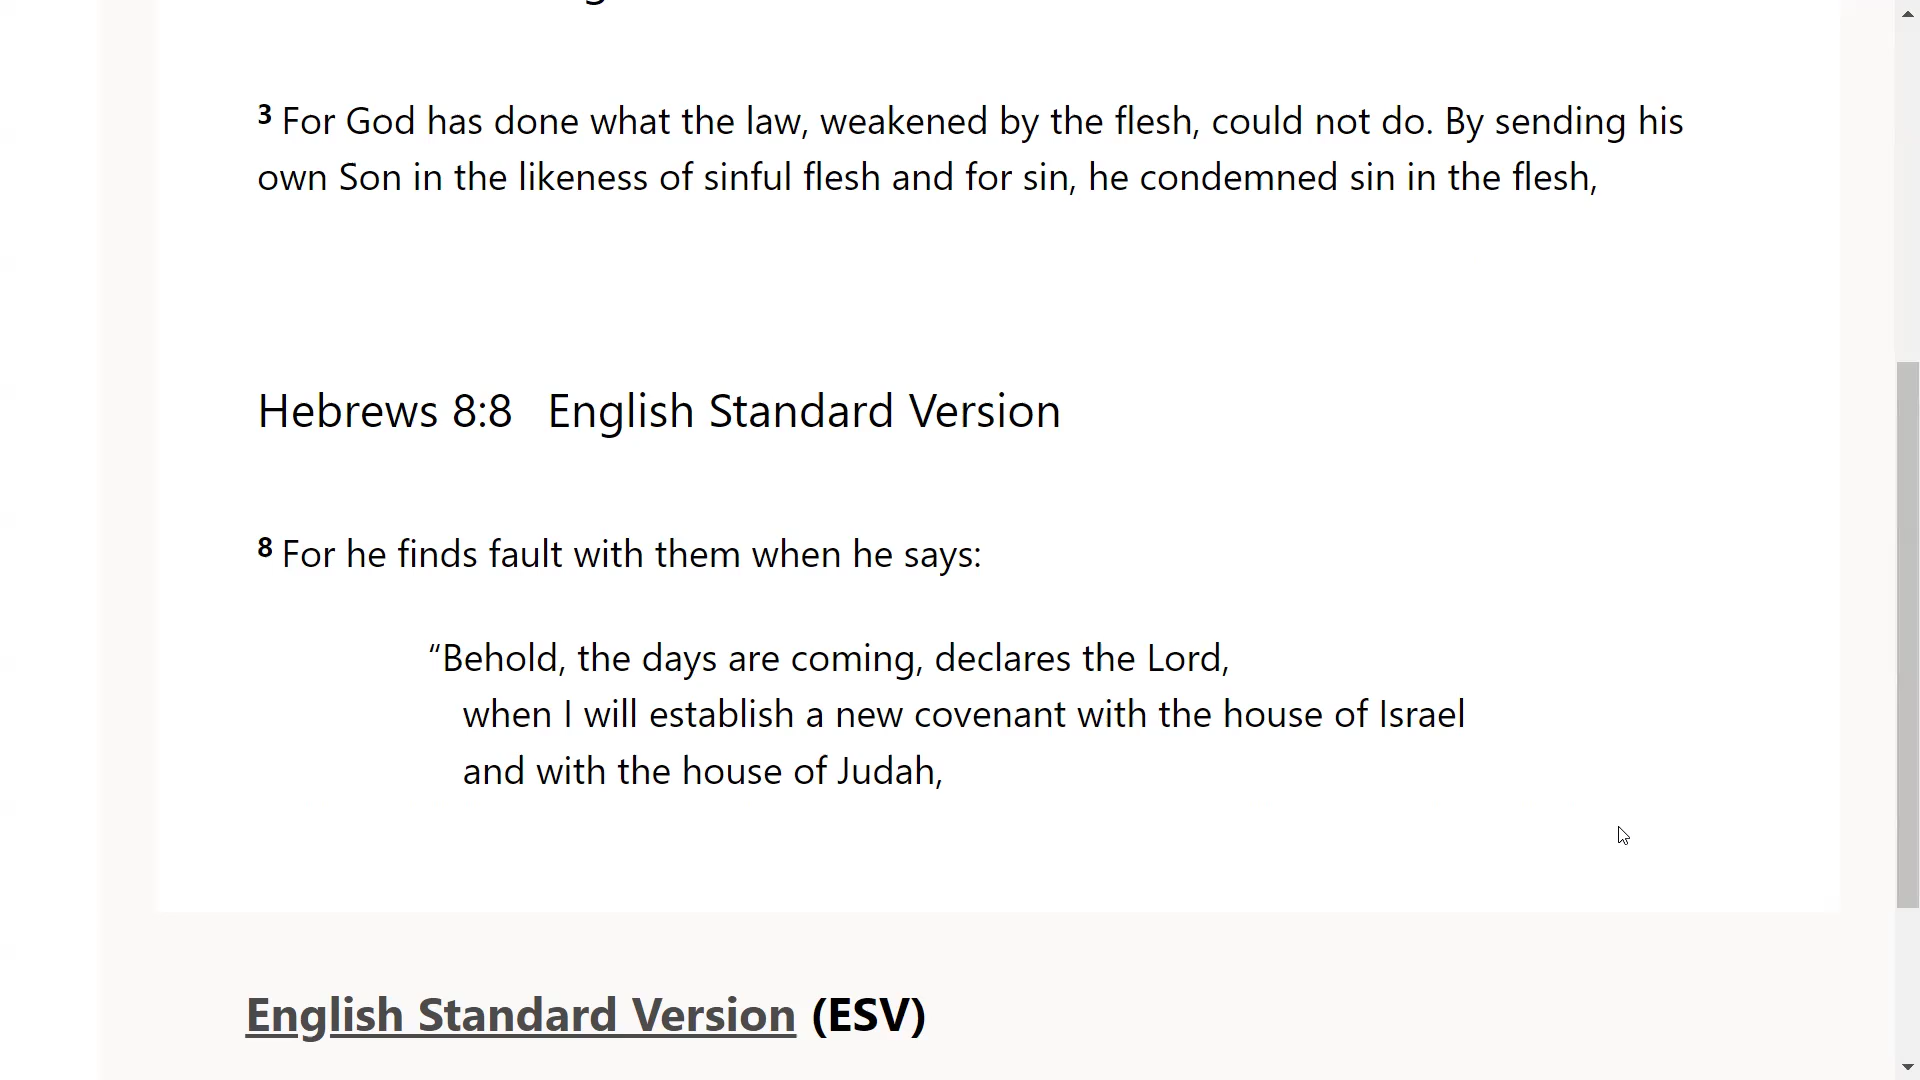 3 For God has done what the law, weakened by the flesh, could not do. By sending his
own Son in the likeness of sinful flesh and for sin, he condemned sin in the flesh,
Hebrews 8:8 English Standard Version
8 For he finds fault with them when he says:
“Behold, the days are coming, declares the Lord,
when I will establish a new covenant with the house of Israel
and with the house of Judah,
English Standard Version (ESV)